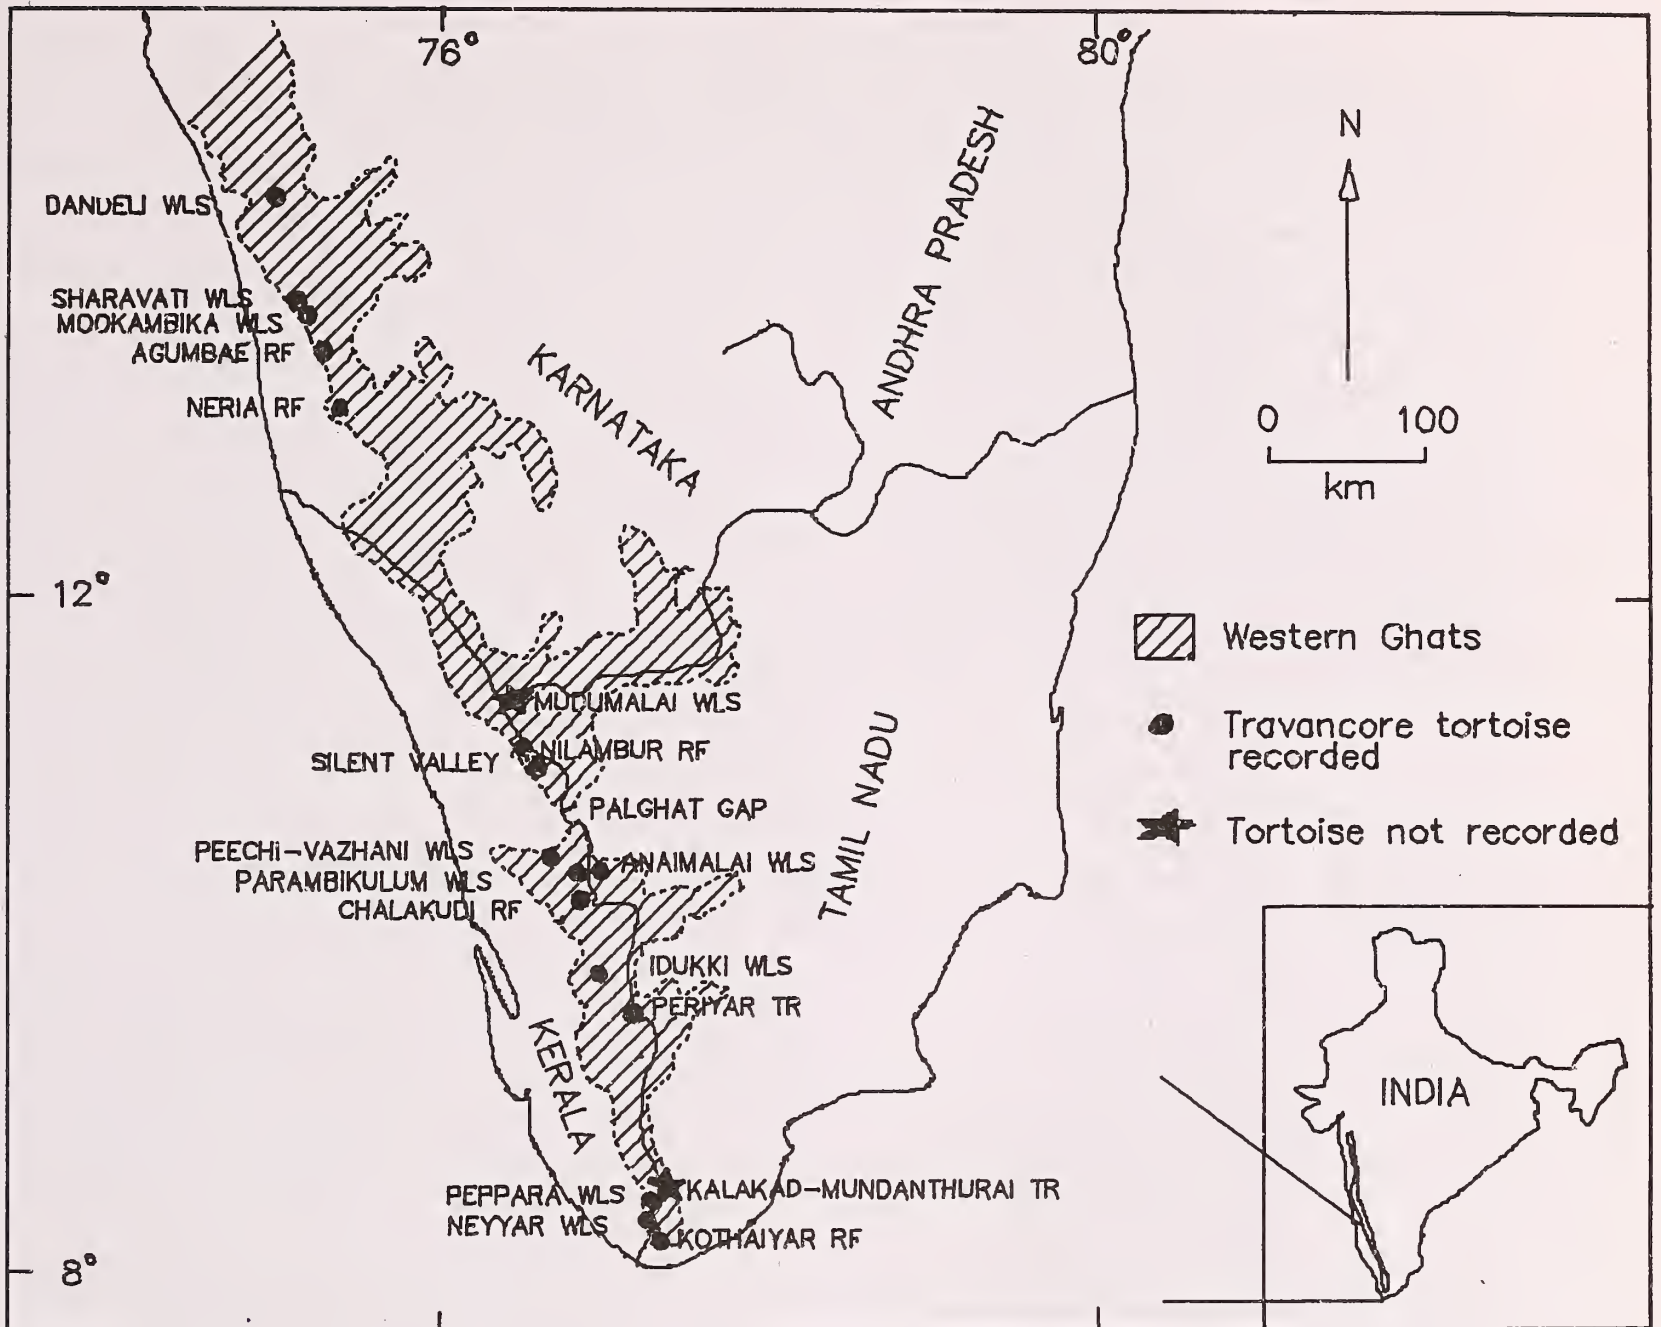 76°
80°
N
DANDELI WLS
ANDHRA PRADESH
SHARAVATI WLS
MOOKAMBIKA WLS
AGUMBAE RF
KARNATAKA
NERIA RF
0 100
km
12°
Western Ghats
MUDUMALAI WLS
Travancore tortoise
recorded
NILAMBUR RF
SILENT VALLEY
TAMIL NADU
PALGHAT GAP
Tortoise not recorded
PEECHI-VAZHANI WLS
ANAIMALAI WLS
PARAMBIKULUM WLS
CHALAKUDI RF
IDUKKI WLS
PERIYAR TR
KERALA
INDIA
KALAKAD-MUNDANTHURAI TR
PEPPARA WLS
NEYYAR WLS
KOTHAIYAR RF
8°